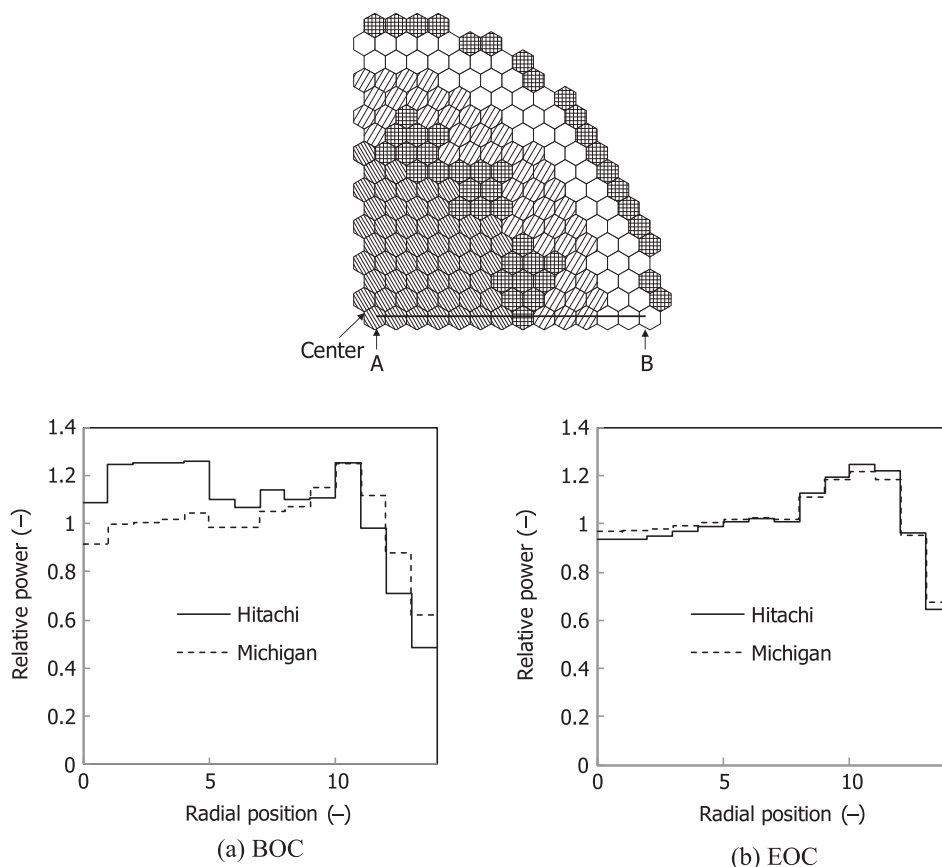 Center
A
B
1.4
1.2
1
0.8
0.6
0.4
0.2
0
Relative power (–)
Hitachi
Michigan
0
5
10
Radial position (–)
(a) BOC
1.4
1.2
1
0.8
0.6
0.4
0.2
0
Relative power (–)
Hitachi
Michigan
0
5
10
Radial position (–)
(b) EOC